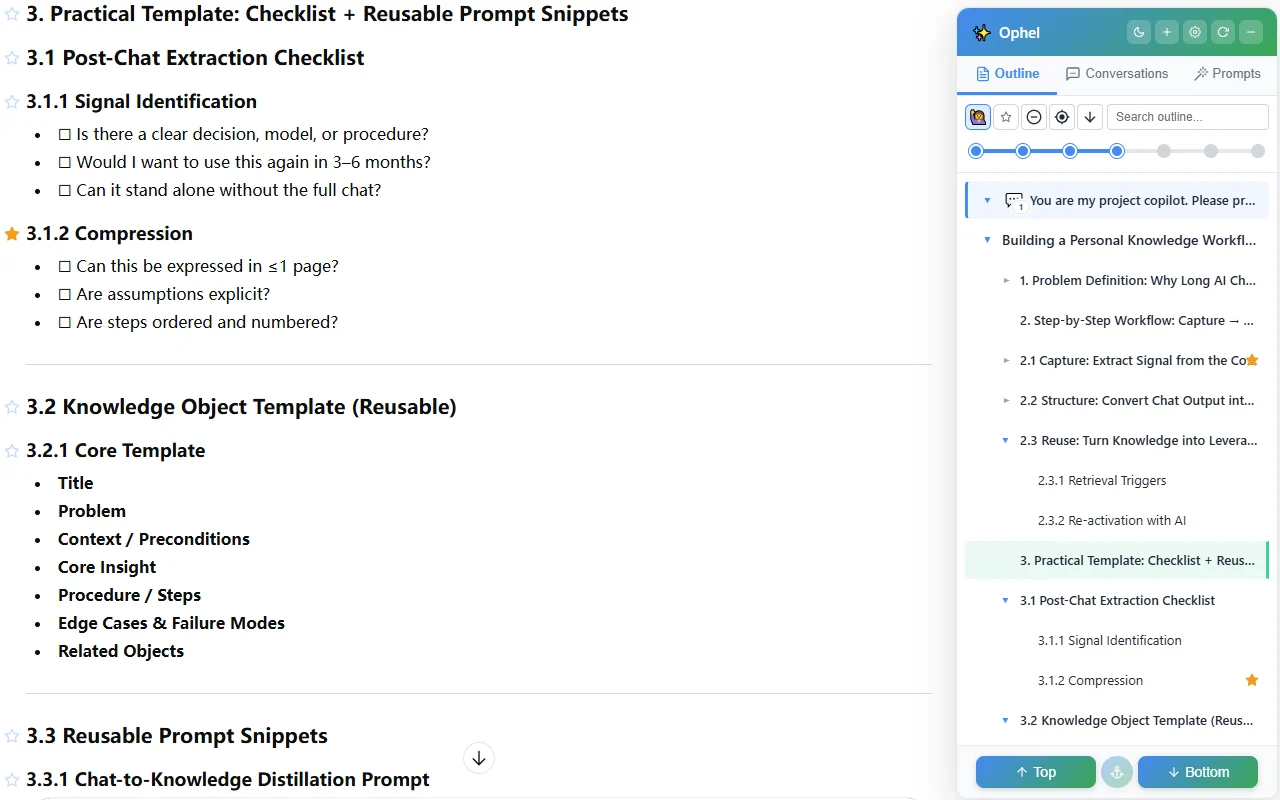 3. Practical Template: Checklist + Reusable Prompt Snippets
3.1 Post-Chat Extraction Checklist
3.1.1 Signal Identification
• ☐ Is there a clear decision, model, or procedure?
• ☐ Would I want to use this again in 3–6 months?
• ☐ Can it stand alone without the full chat?
3.1.2 Compression
• ☐ Can this be expressed in ≤1 page?
• ☐ Are assumptions explicit?
• ☐ Are steps ordered and numbered?
3.2 Knowledge Object Template (Reusable)
3.2.1 Core Template
• Title
• Problem
• Context / Preconditions
• Core Insight
• Procedure / Steps
• Edge Cases & Failure Modes
• Related Objects
3.3 Reusable Prompt Snippets
3.3.1 Chat-to-Knowledge Distillation Prompt
Ophel
Outline Conversations Prompts
Search outline...
1 You are my project copilot. Please pr...
Building a Personal Knowledge Workfl...
1. Problem Definition: Why Long AI Ch...
2. Step-by-Step Workflow: Capture → ...
2.1 Capture: Extract Signal from the Co
2.2 Structure: Convert Chat Output int...
2.3 Reuse: Turn Knowledge into Levera...
2.3.1 Retrieval Triggers
2.3.2 Re-activation with AI
3. Practical Template: Checklist + Reus...
3.1 Post-Chat Extraction Checklist
3.1.1 Signal Identification
3.1.2 Compression
3.2 Knowledge Object Template (Reus...
↑ Top ↓ Bottom